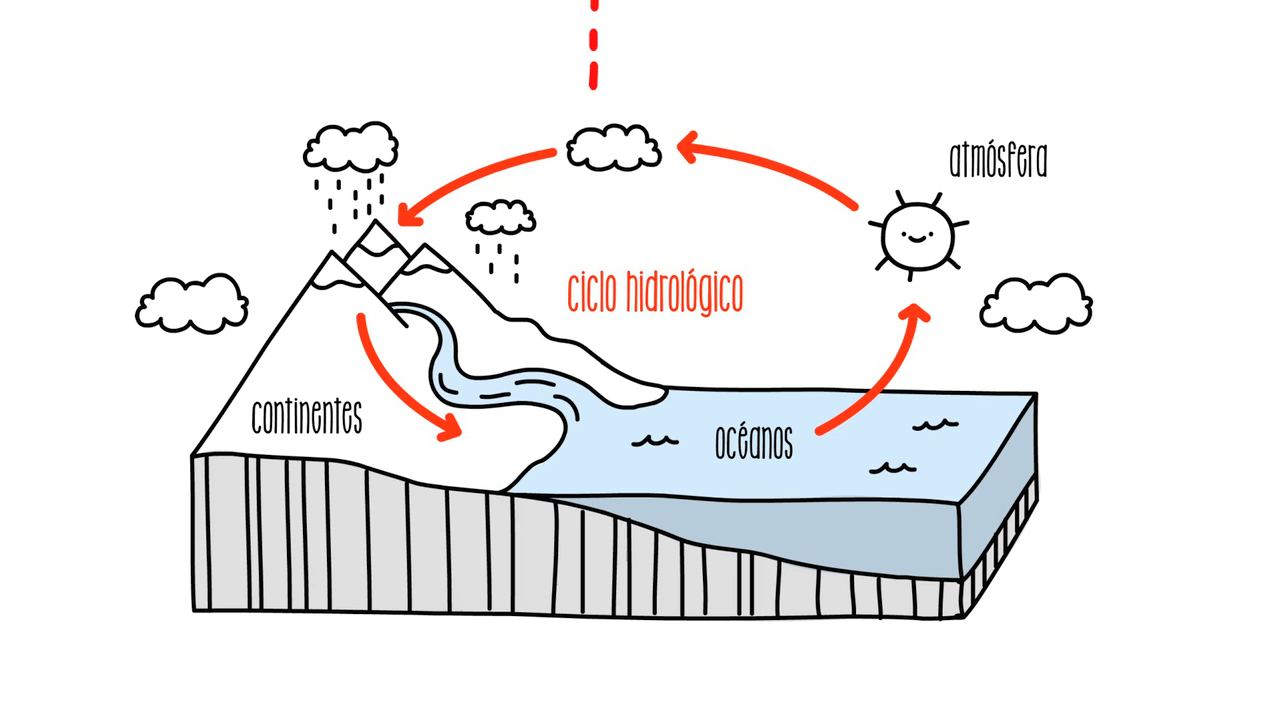 atmósfera
ciclo hidrológico
continentes
océanos